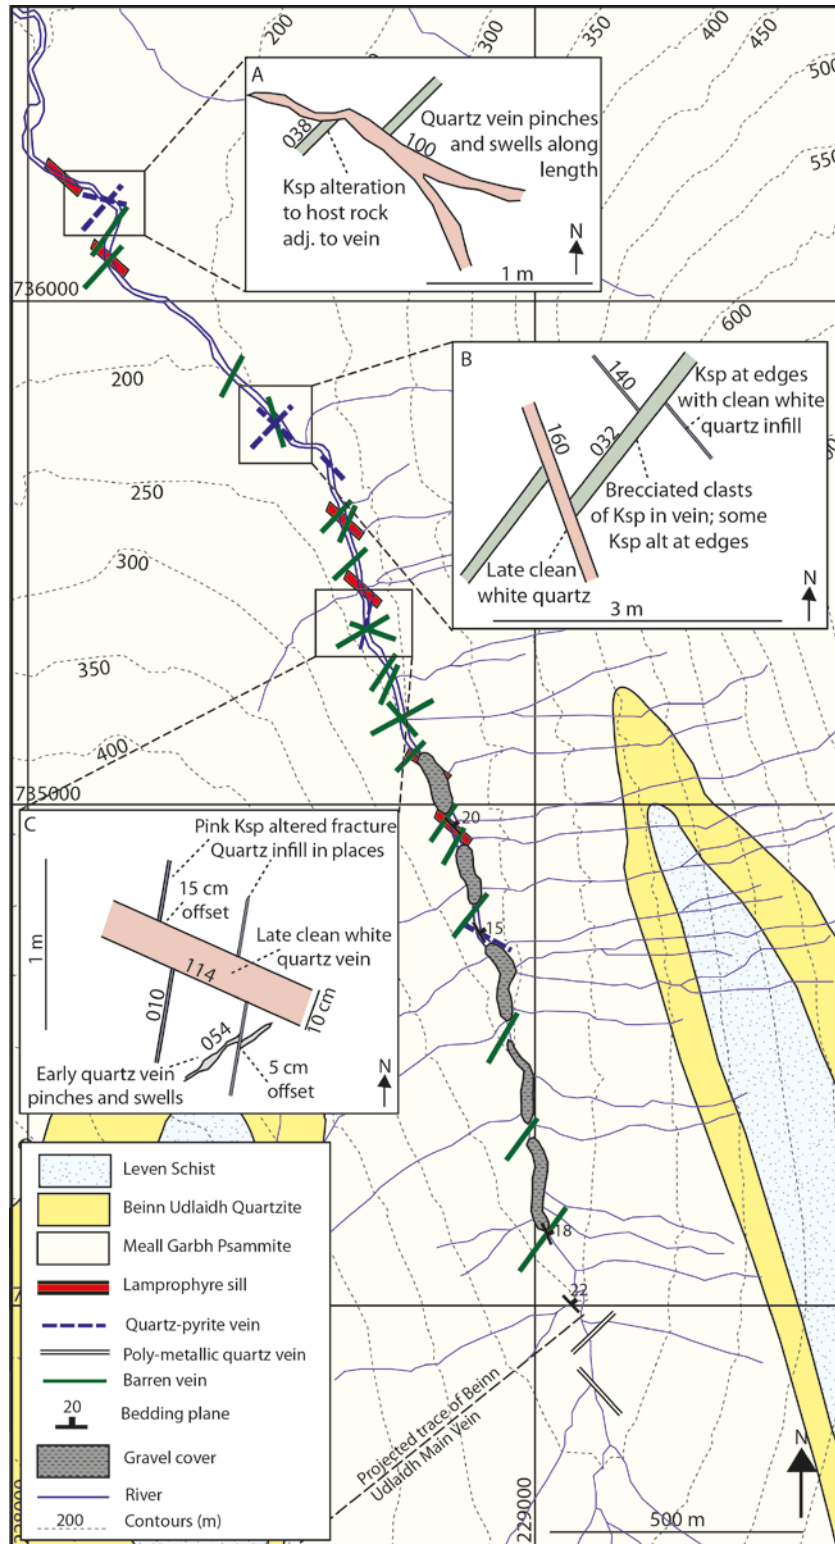 200
300
350
400
450
500
550
600
A
038
100
Quartz vein pinches
and swells along
length
Ksp alteration
to host rock
adj. to vein
N
1 m
736000
200
250
300
350
400
B
140
160
032
Ksp at edges
with clean white
quartz infill
Brecciated clasts
of Ksp in vein; some
Ksp alt at edges
Late clean
white quartz
N
3 m
735000
20
15
18
22
C
Pink Ksp altered fracture
Quartz infill in places
15 cm
offset
Late clean white
quartz vein
1 m
114
010
054
10 cm
Early quartz vein
pinches and swells
5 cm
offset
N
Leven Schist
Beinn Udlaidh Quartzite
Meall Garbh Psammite
Lamprophyre sill
Quartz-pyrite vein
Poly-metallic quartz vein
Barren vein
20
Bedding plane
Gravel cover
River
200
Contours (m)
Projected trace of Beinn
Udlaidh Main Vein
229000
N
500 m